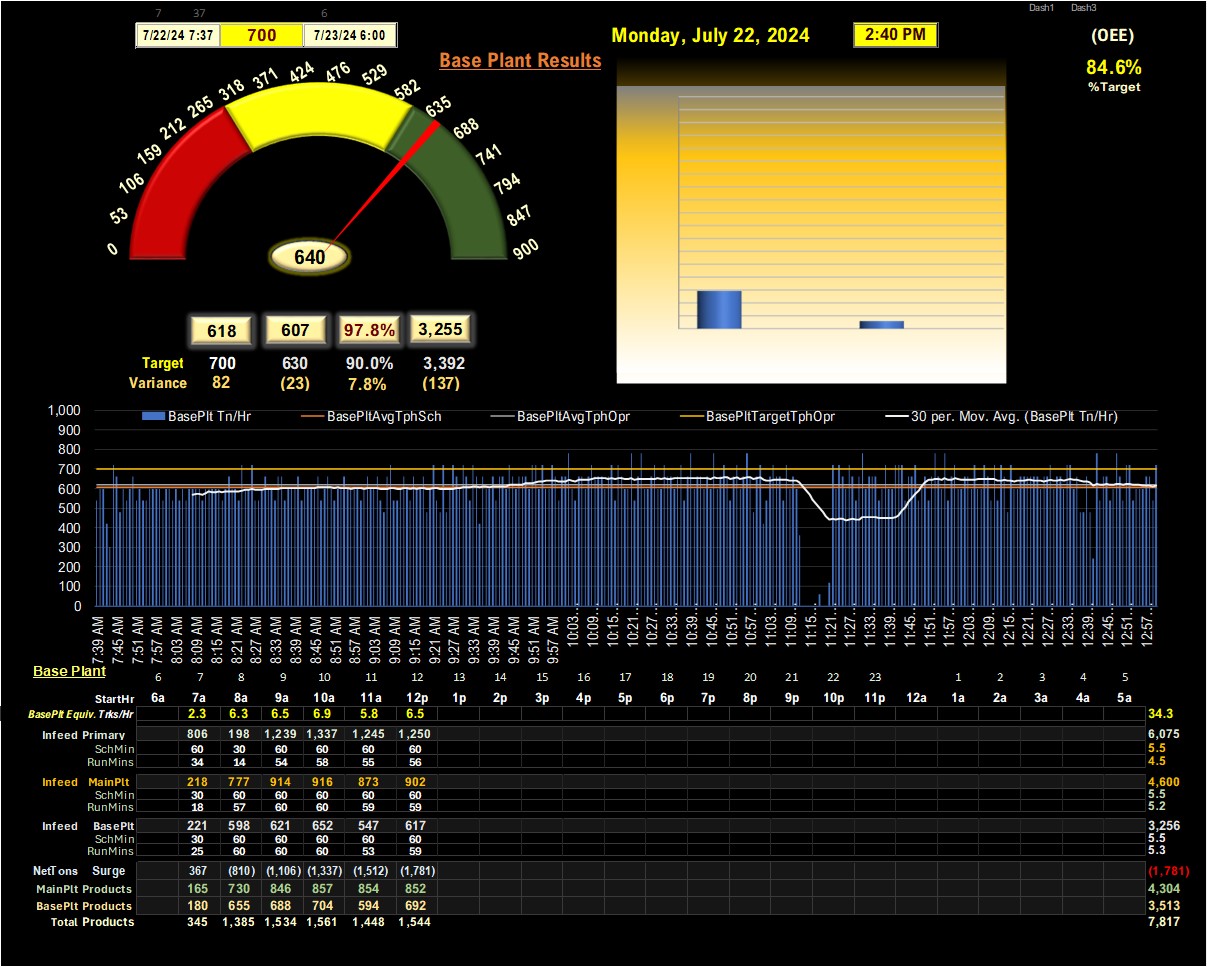 7 37 6 Dash1 Dash3
7/22/24 7:37 700 7/23/24 6:00 Monday, July 22, 2024 2:40 PM (OEE)
Base Plant Results
84.6%
%Target
0 53 106 159 212 265 318 371 424 476 529 582 635 688 741 794 847 900
640
618 607 97.8% 3,255
Target 700 630 90.0% 3,392
Variance 82 (23) 7.8% (137)
BasePlt Tn/Hr BasePltAvgTphSch BasePltAvgTphOpr BasePltTargetTphOpr 30 per. Mov. Avg. (BasePlt Tn/Hr)
1,000
900
800
700
600
500
400
300
200
100
0
7:39 AM 7:45 AM 7:51 AM 7:57 AM 8:03 AM 8:09 AM 8:15 AM 8:21 AM 8:27 AM 8:33 AM 8:39 AM 8:45 AM 8:51 AM 8:57 AM 9:03 AM 9:09 AM 9:15 AM 9:21 AM 9:27 AM 9:33 AM 9:39 AM 9:45 AM 9:51 AM 9:57 AM 10:03… 10:09… 10:15… 10:21… 10:27… 10:33… 10:39… 10:45… 10:51… 10:57… 11:03… 11:09… 11:15… 11:21… 11:27… 11:33… 11:39… 11:45… 11:51… 11:57… 12:03… 12:09… 12:15… 12:21… 12:27… 12:33… 12:39… 12:45… 12:51… 12:57…
Base Plant
6 7 8 9 10 11 12 13 14 15 16 17 18 19 20 21 22 23 1 2 3 4 5
StartHr 6a 7a 8a 9a 10a 11a 12p 1p 2p 3p 4p 5p 6p 7p 8p 9p 10p 11p 12a 1a 2a 3a 4a 5a
BasePlt Equiv. Trks/Hr 2.3 6.3 6.5 6.9 5.8 6.5 34.3
Infeed Primary 806 198 1,239 1,337 1,245 1,250 6,075
SchMin 60 30 60 60 60 60 5.5
RunMins 34 14 54 58 55 56 4.5
Infeed MainPlt 218 777 914 916 873 902 4,600
SchMin 30 60 60 60 60 60 5.5
RunMins 18 57 60 60 59 59 5.2
Infeed BasePlt 221 598 621 652 547 617 3,256
SchMin 30 60 60 60 60 60 5.5
RunMins 25 60 60 60 53 59 5.3
NetTons Surge 367 (810) (1,106) (1,337) (1,512) (1,781) (1,781)
MainPlt Products 165 730 846 857 854 852 4,304
BasePlt Products 180 655 688 704 594 692 3,513
Total Products 345 1,385 1,534 1,561 1,448 1,544 7,817